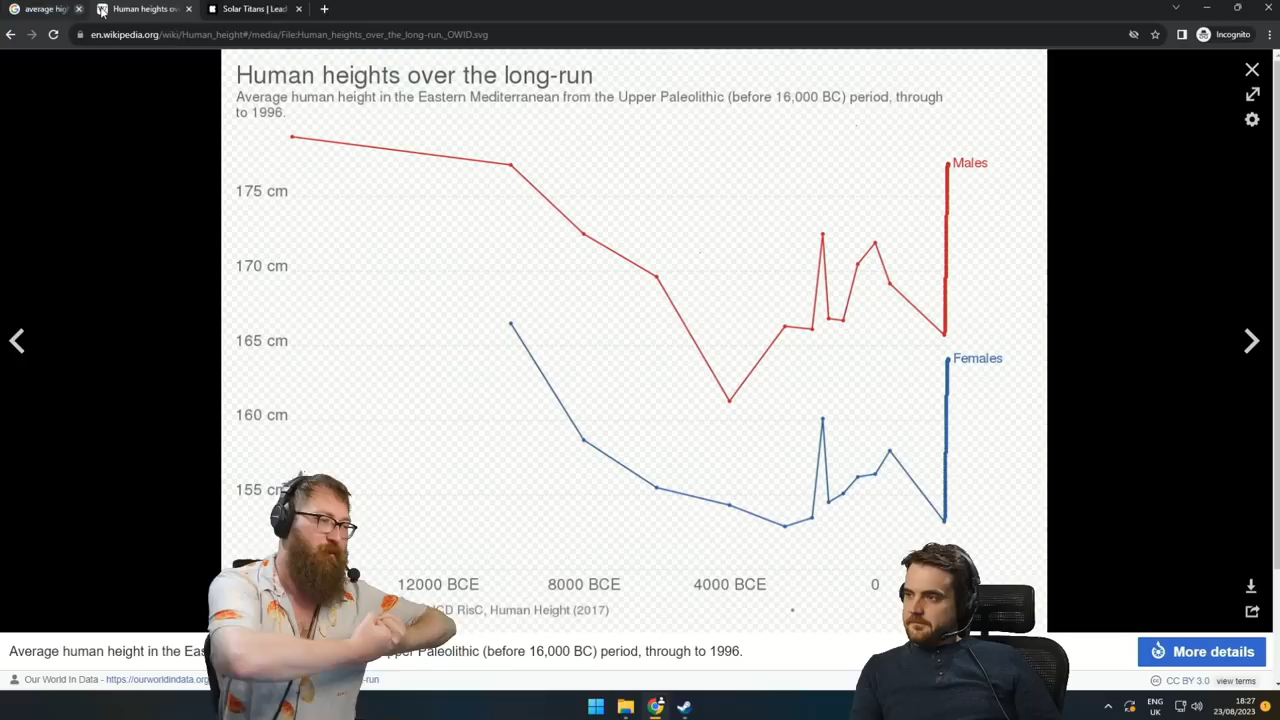 average high
Human heights ov
Solar Titans | Lead
en.wikipedia.org/wiki/Human_height#/media/File:Human_heights_over_the_long-run,_OWID.svg
Incognito
Human heights over the long-run
Average human height in the Eastern Mediterranean from the Upper Paleolithic (before 16,000 BC) period, through
to 1996.
Males
175 cm
170 cm
165 cm
Females
160 cm
155 cm
12000 BCE 8000 BCE 4000 BCE 0
CD RisC, Human Height (2017)
Average human height in the Eas per Paleolithic (before 16,000 BC) period, through to 1996.
More details
Our World In Data - https://ourworldindata.org -run
CC BY 3.0 view terms
ENG
UK
18:27
23/08/2023